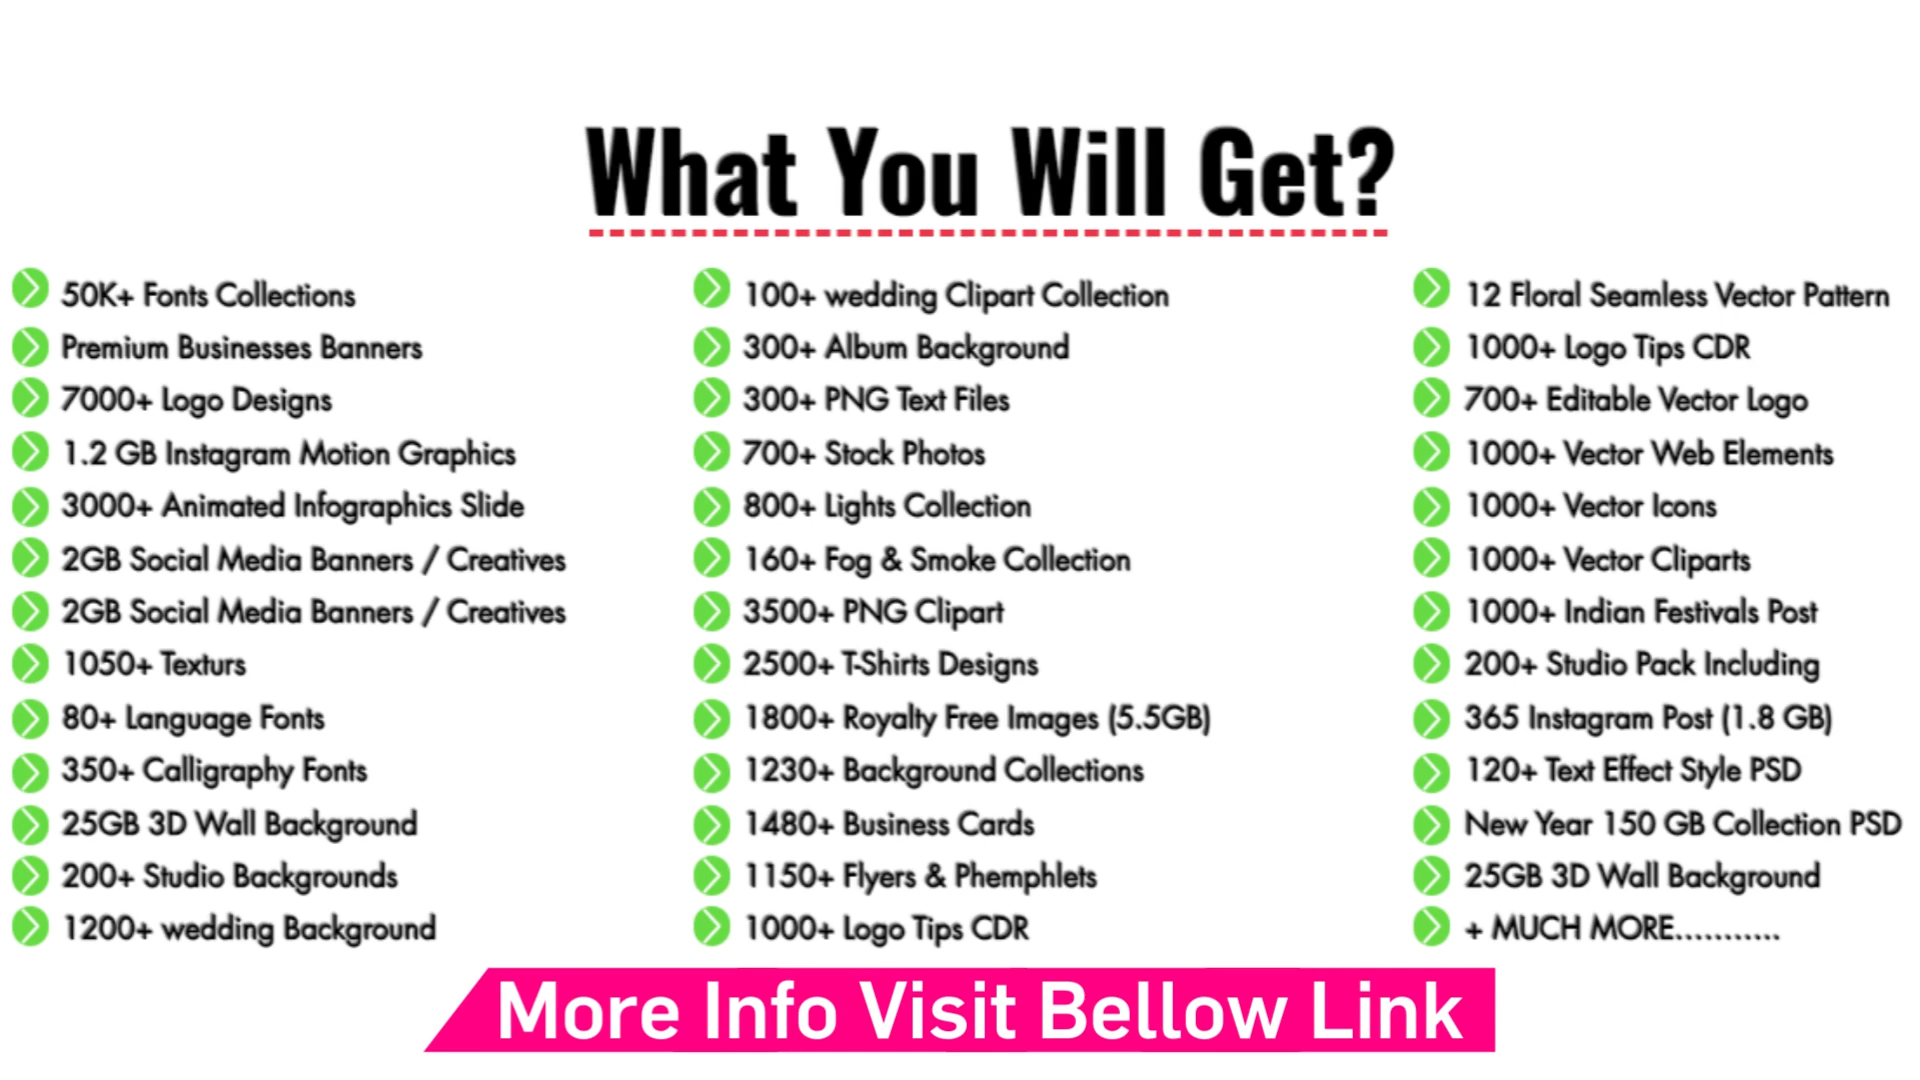 What You Will Get?
50K+ Fonts Collections
Premium Businesses Banners
7000+ Logo Designs
1.2 GB Instagram Motion Graphics
3000+ Animated Infographics Slide
2GB Social Media Banners / Creatives
2GB Social Media Banners / Creatives
1050+ Texturs
80+ Language Fonts
350+ Calligraphy Fonts
25GB 3D Wall Background
200+ Studio Backgrounds
1200+ wedding Background
100+ wedding Clipart Collection
300+ Album Background
300+ PNG Text Files
700+ Stock Photos
800+ Lights Collection
160+ Fog & Smoke Collection
3500+ PNG Clipart
2500+ T-Shirts Designs
1800+ Royalty Free Images (5.5GB)
1230+ Background Collections
1480+ Business Cards
1150+ Flyers & Phemphlets
1000+ Logo Tips CDR
12 Floral Seamless Vector Pattern
1000+ Logo Tips CDR
700+ Editable Vector Logo
1000+ Vector Web Elements
1000+ Vector Icons
1000+ Vector Cliparts
1000+ Indian Festivals Post
200+ Studio Pack Including
365 Instagram Post (1.8 GB)
120+ Text Effect Style PSD
New Year 150 GB Collection PSD
25GB 3D Wall Background
+ MUCH MORE...........
More Info Visit Bellow Link